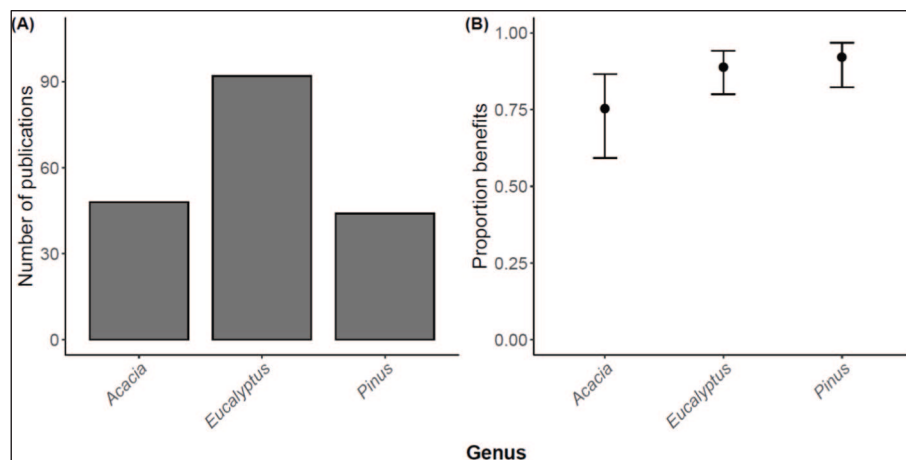 (A)
Number of publications
90
60
30
0
Acacia
Eucalyptus
Pinus
(B)
Proportion benefits
1.00
0.75
0.50
0.25
0.00
Acacia
Eucalyptus
Pinus
Genus